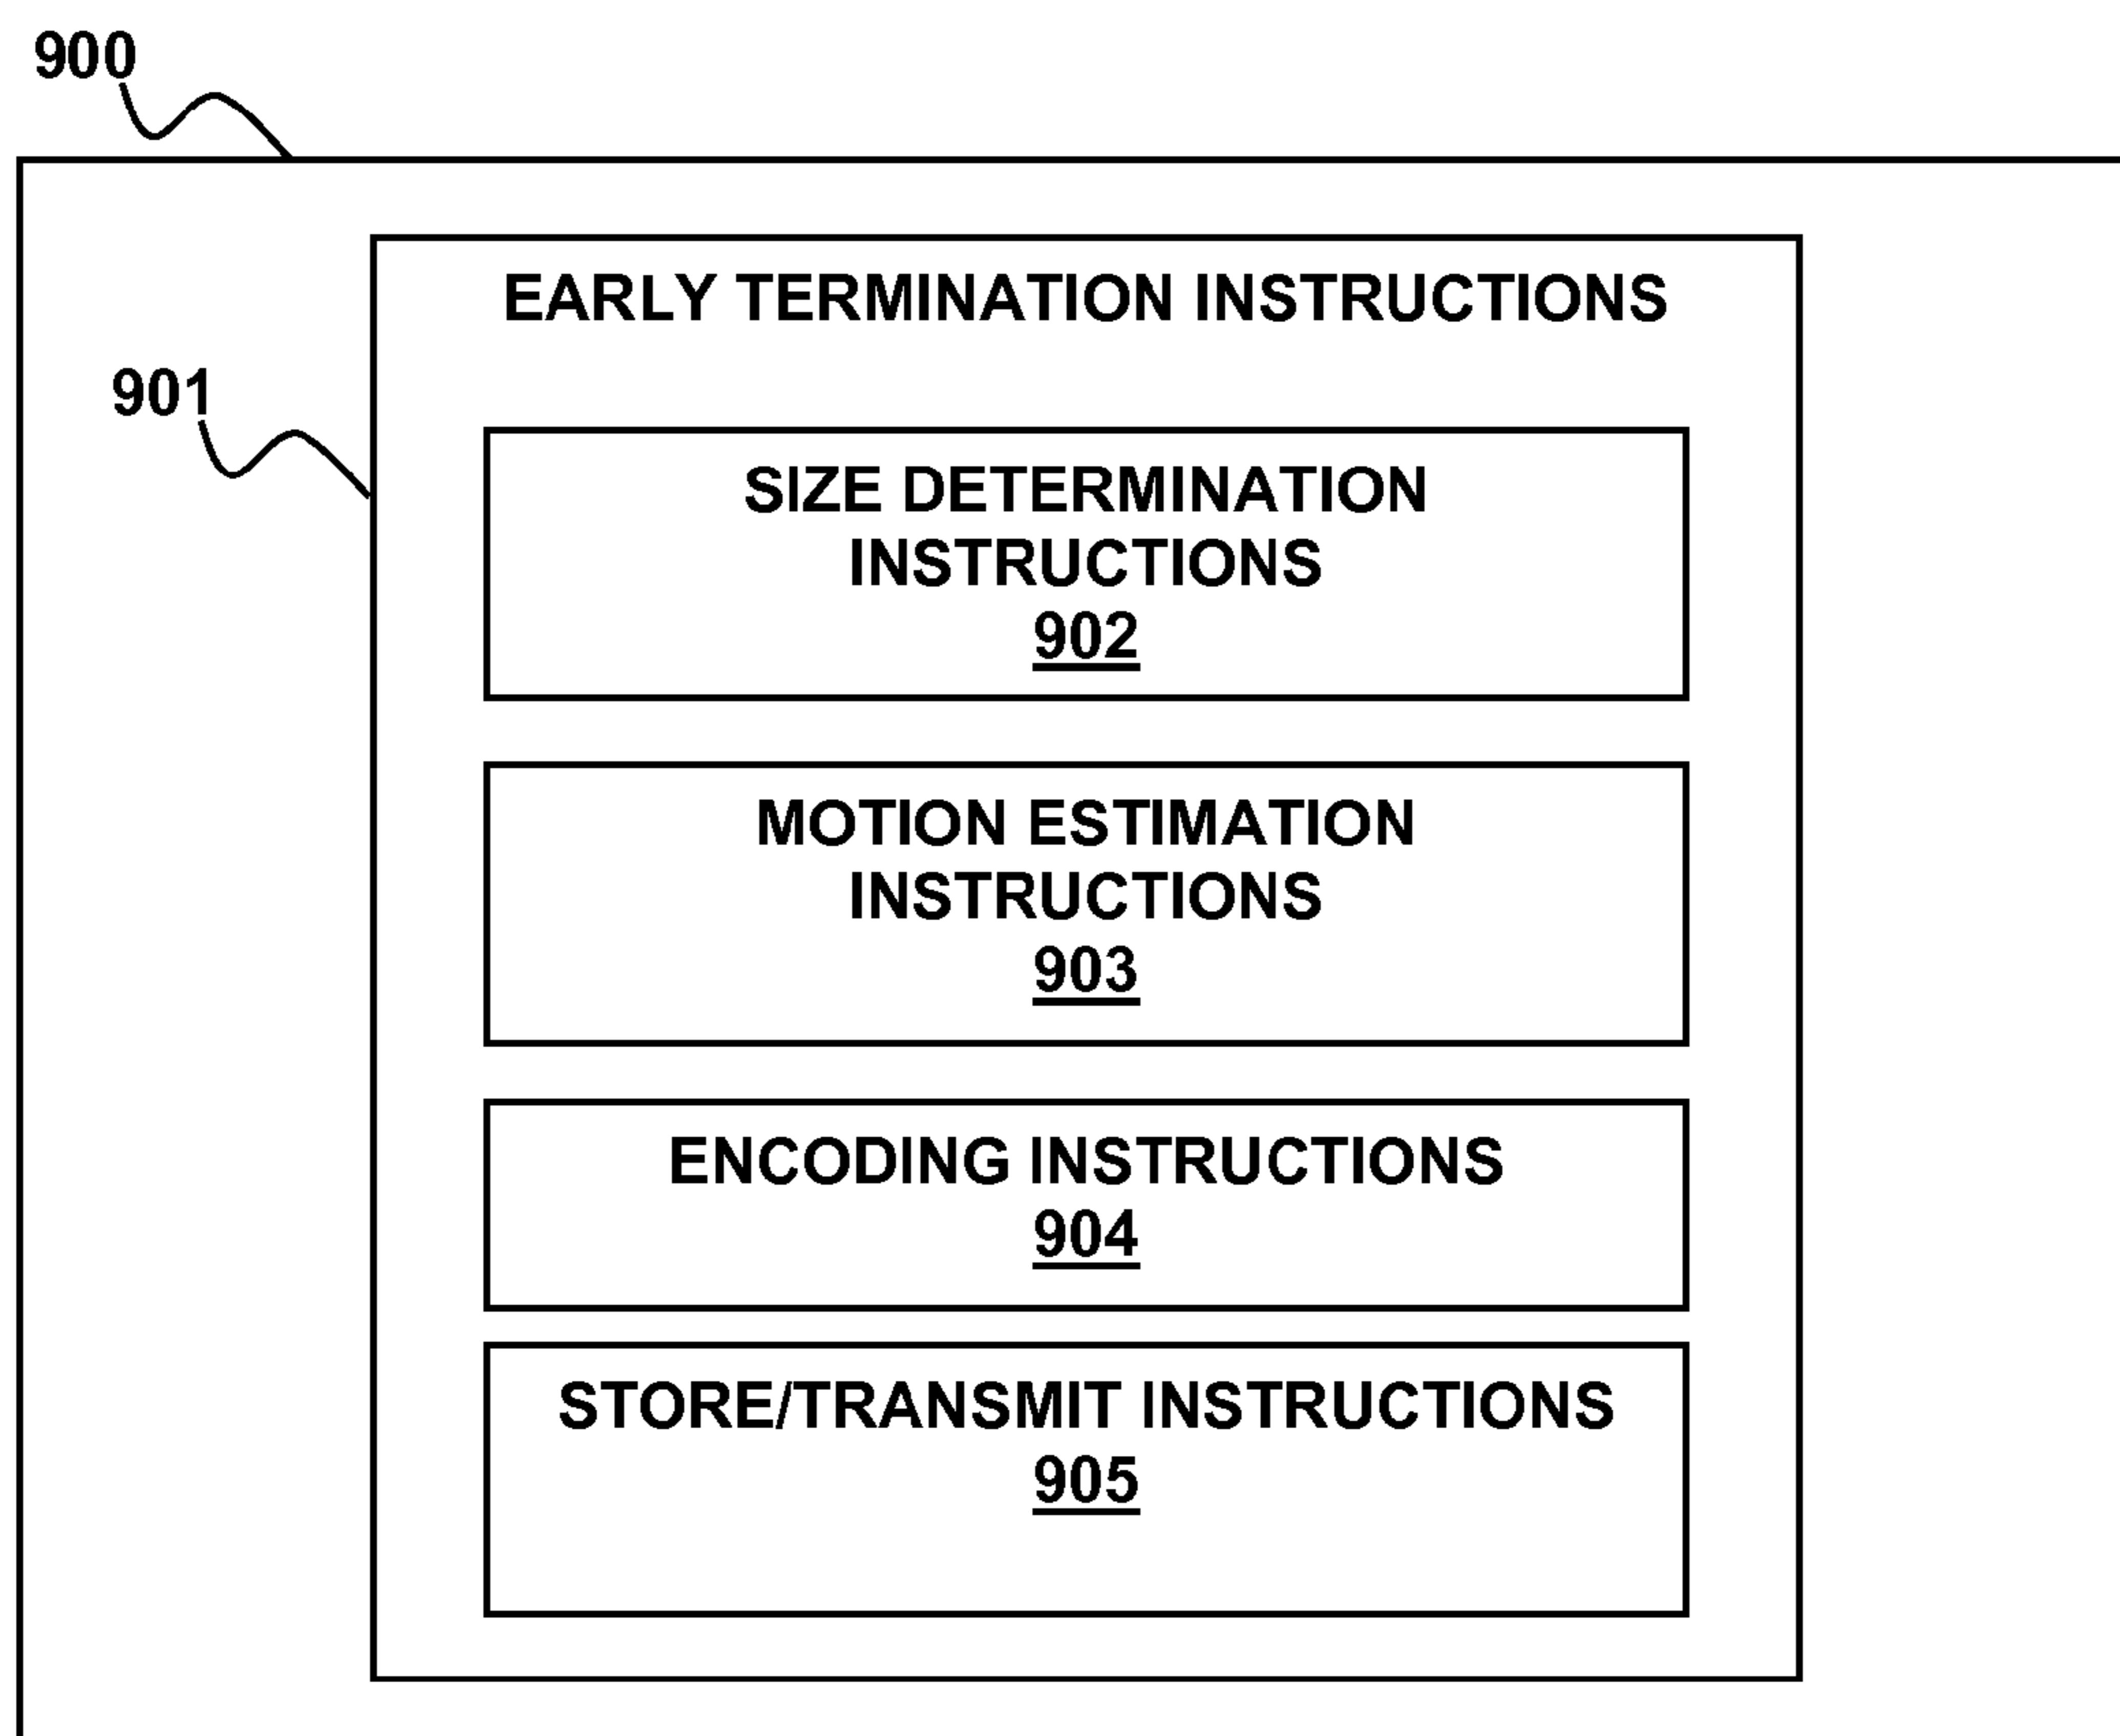 900
EARLY TERMINATION INSTRUCTIONS
901
SIZE DETERMINATION
INSTRUCTIONS
902
MOTION ESTIMATION
INSTRUCTIONS
903
ENCODING INSTRUCTIONS
904
STORE/TRANSMIT INSTRUCTIONS
905